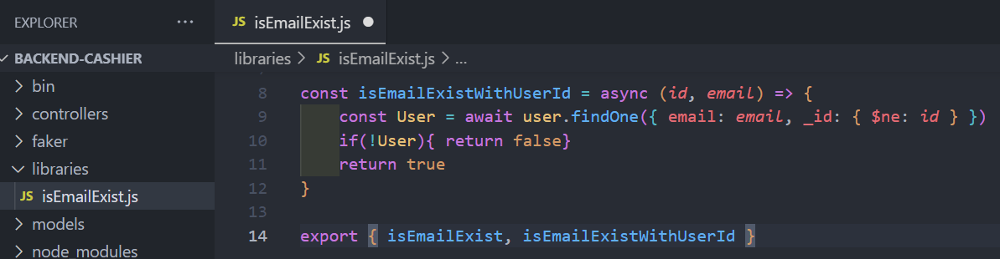 EXPLORER ...
BACKEND-CASHIER
bin
controllers
faker
libraries
JS isEmailExist.js
models
node_modules
JS isEmailExist.js ●
libraries > JS isEmailExist.js > ...
8 const isEmailExistWithUserId = async (id, email) => {
9 const User = await user.findOne({ email: email, _id: { $ne: id } })
10 if(!User){ return false}
11 return true
12 }
13
14 export { isEmailExist, isEmailExistWithUserId }